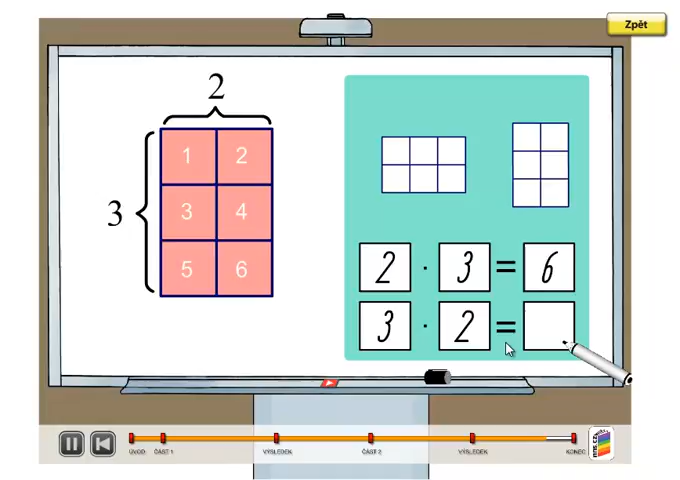 Zpět
2
3
1 2
3 4
5 6
2 · 3 = 6
3 · 2 =
ÚVOD ČÁST 1 VÝSLEDEK ČÁST 2 VÝSLEDEK KONEC